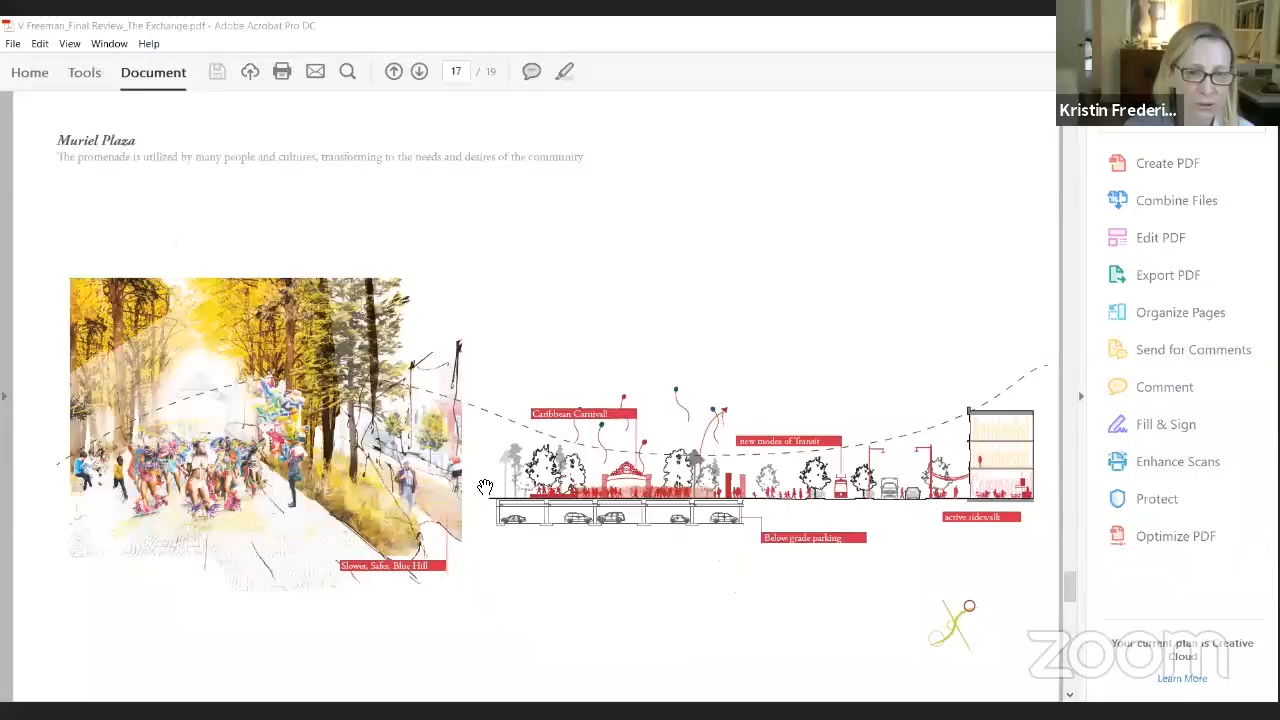 V Freeman_Final Review_The Exchange.pdf - Adobe Acrobat Pro DC
File Edit View Window Help
Home Tools Document 17 / 19
Kristin Frederi...
Muriel Plaza
The promenade is utilized by many people and cultures, transforming to the needs and desires of the community
Caribbean Carnival!
new modes of Transit
active sidewalk
Below grade parking
Slower, Safer, Blue Hill
Create PDF
Combine Files
Edit PDF
Export PDF
Organize Pages
Send for Comments
Comment
Fill & Sign
Enhance Scans
Protect
Optimize PDF
Your current plan is Creative
Cloud
Learn More
zoom